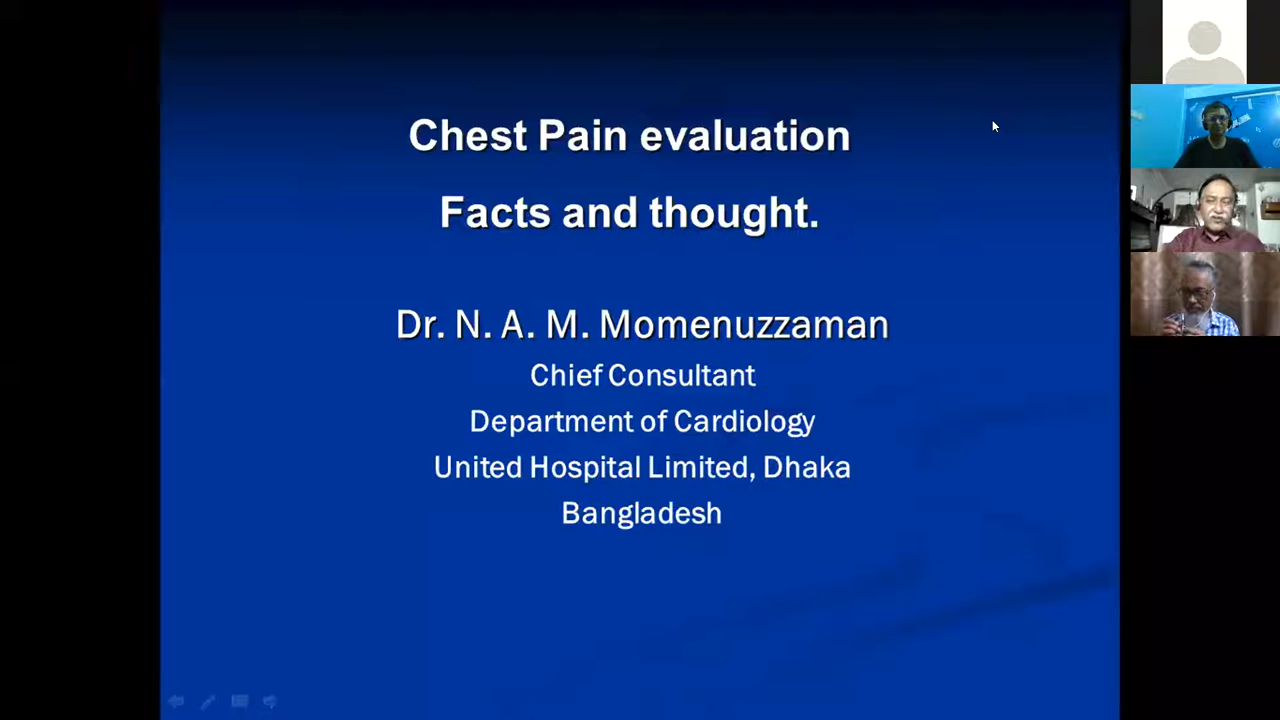 Chest Pain evaluation
Facts and thought.
Dr. N. A. M. Momenuzzaman
Chief Consultant
Department of Cardiology
United Hospital Limited, Dhaka
Bangladesh